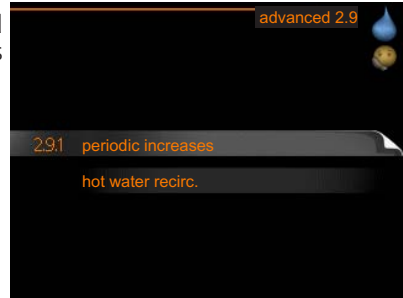 advanced 2.9
2.9.1 periodic increases
hot water recirc.